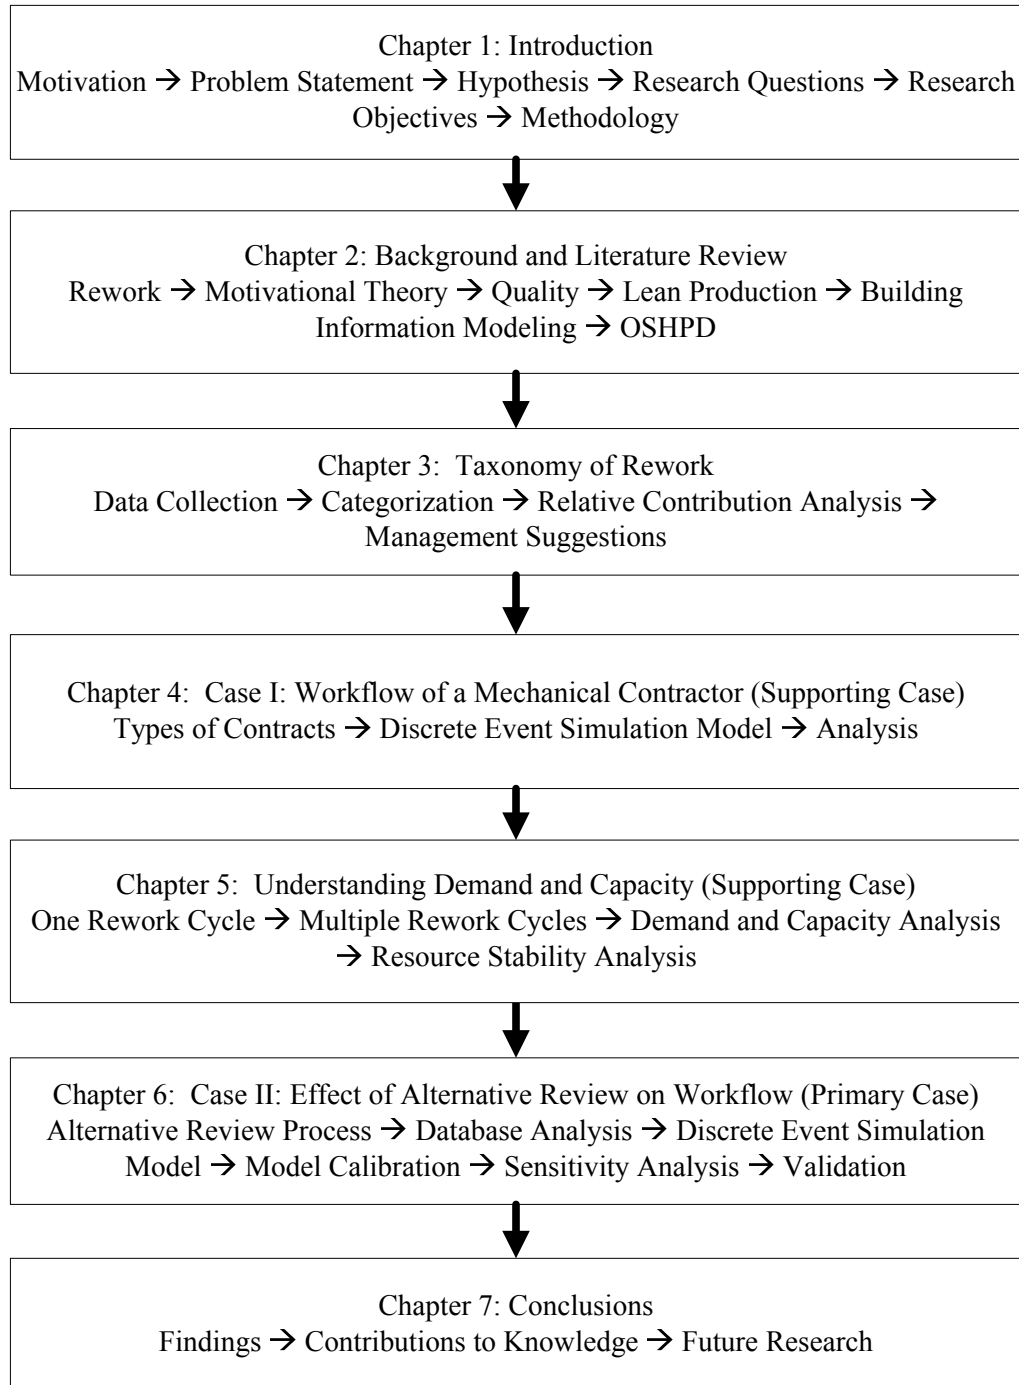 Chapter 1: Introduction
Motivation → Problem Statement → Hypothesis → Research Questions → Research
Objectives → Methodology
Chapter 2: Background and Literature Review
Rework → Motivational Theory → Quality → Lean Production → Building
Information Modeling → OSHPD
Chapter 3:  Taxonomy of Rework
Data Collection → Categorization → Relative Contribution Analysis →
Management Suggestions
Chapter 4:  Case I: Workflow of a Mechanical Contractor (Supporting Case)
Types of Contracts → Discrete Event Simulation Model → Analysis
Chapter 5:  Understanding Demand and Capacity (Supporting Case)
One Rework Cycle → Multiple Rework Cycles → Demand and Capacity Analysis
→ Resource Stability Analysis
Chapter 6:  Case II: Effect of Alternative Review on Workflow (Primary Case)
Alternative Review Process → Database Analysis → Discrete Event Simulation
Model → Model Calibration → Sensitivity Analysis → Validation
Chapter 7: Conclusions
Findings → Contributions to Knowledge → Future Research